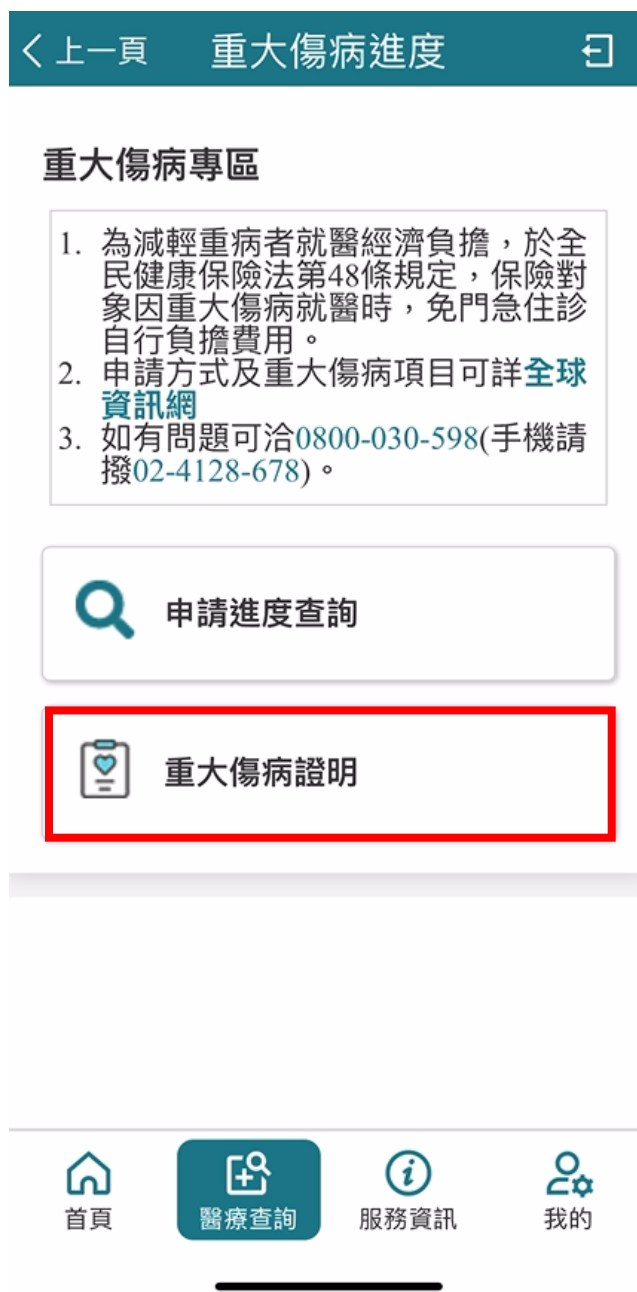 上一頁 重大傷病進度
重大傷病專區
1. 為減輕重病者就醫經濟負擔，於全
民健康保險法第48條規定，保險對
象因重大傷病就醫時，免門急住診
自行負擔費用。
2. 申請方式及重大傷病項目可詳全球
資訊網
3. 如有問題可洽0800-030-598(手機請
撥02-4128-678)。
申請進度查詢
重大傷病證明
首頁 醫療查詢 服務資訊 我的